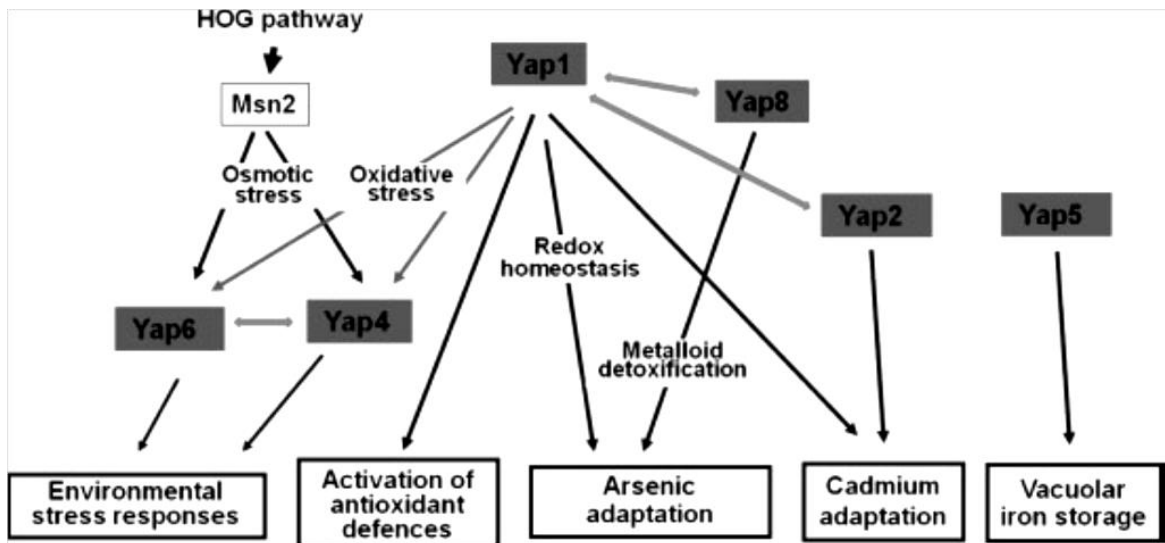 HOG pathway
Yap1
Msn2
Yap8
Osmotic
stress
Oxidative
stress
Yap2
Yap5
Redox
homeostasis
Yap6
Yap4
Metalloid
detoxification
Environmental
stress responses
Activation of
antioxidant
defences
Arsenic
adaptation
Cadmium
adaptation
Vacuolar
iron storage